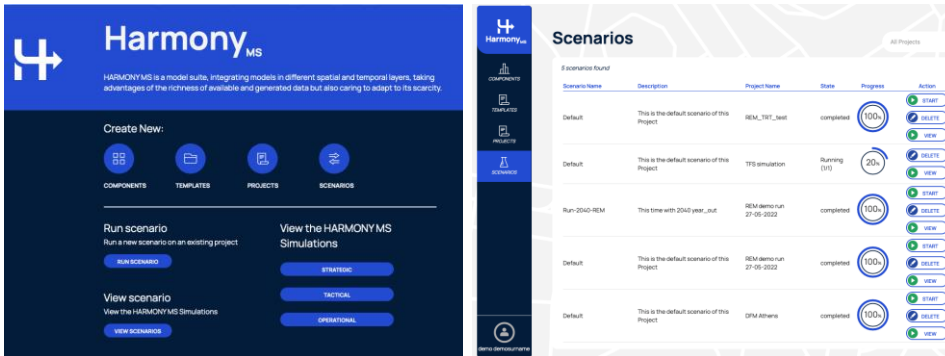 Harmony MS
HARMONY MS is a model suite, integrating models in different spatial and temporal layers, taking
advantages of the richness of available and generated data but also caring to adapt to its scarcity.
Create New:
COMPONENTS TEMPLATES PROJECTS SCENARIOS
Run scenario
Run a new scenario on an existing project
RUN SCENARIO
View scenario
View the HARMONY MS Simulations
VIEW SCENARIOS
View the HARMONY MS
Simulations
STRATEGIC
TACTICAL
OPERATIONAL
Harmony MS
COMPONENTS
TEMPLATES
PROJECTS
SCENARIOS
demo demosurname
Scenarios
All Projects
5 scenarios found
Scenario Name Description Project Name State Progress Action
Default
This is the default scenario of this
Project
REM_TRT_test
completed
100%
START
DELETE
VIEW
Default
This is the default scenario of this
Project
TFS simulation
Running
(1/1)
20%
DELETE
VIEW
Run-2040-REM
This time with 2040 year_out
REM demo run
27-05-2022
completed
100%
START
DELETE
VIEW
Default
This is the default scenario of this
Project
REM demo run
27-05-2022
completed
100%
START
DELETE
VIEW
Default
This is the default scenario of this
Project
DFM Athens
completed
100%
START
DELETE
VIEW